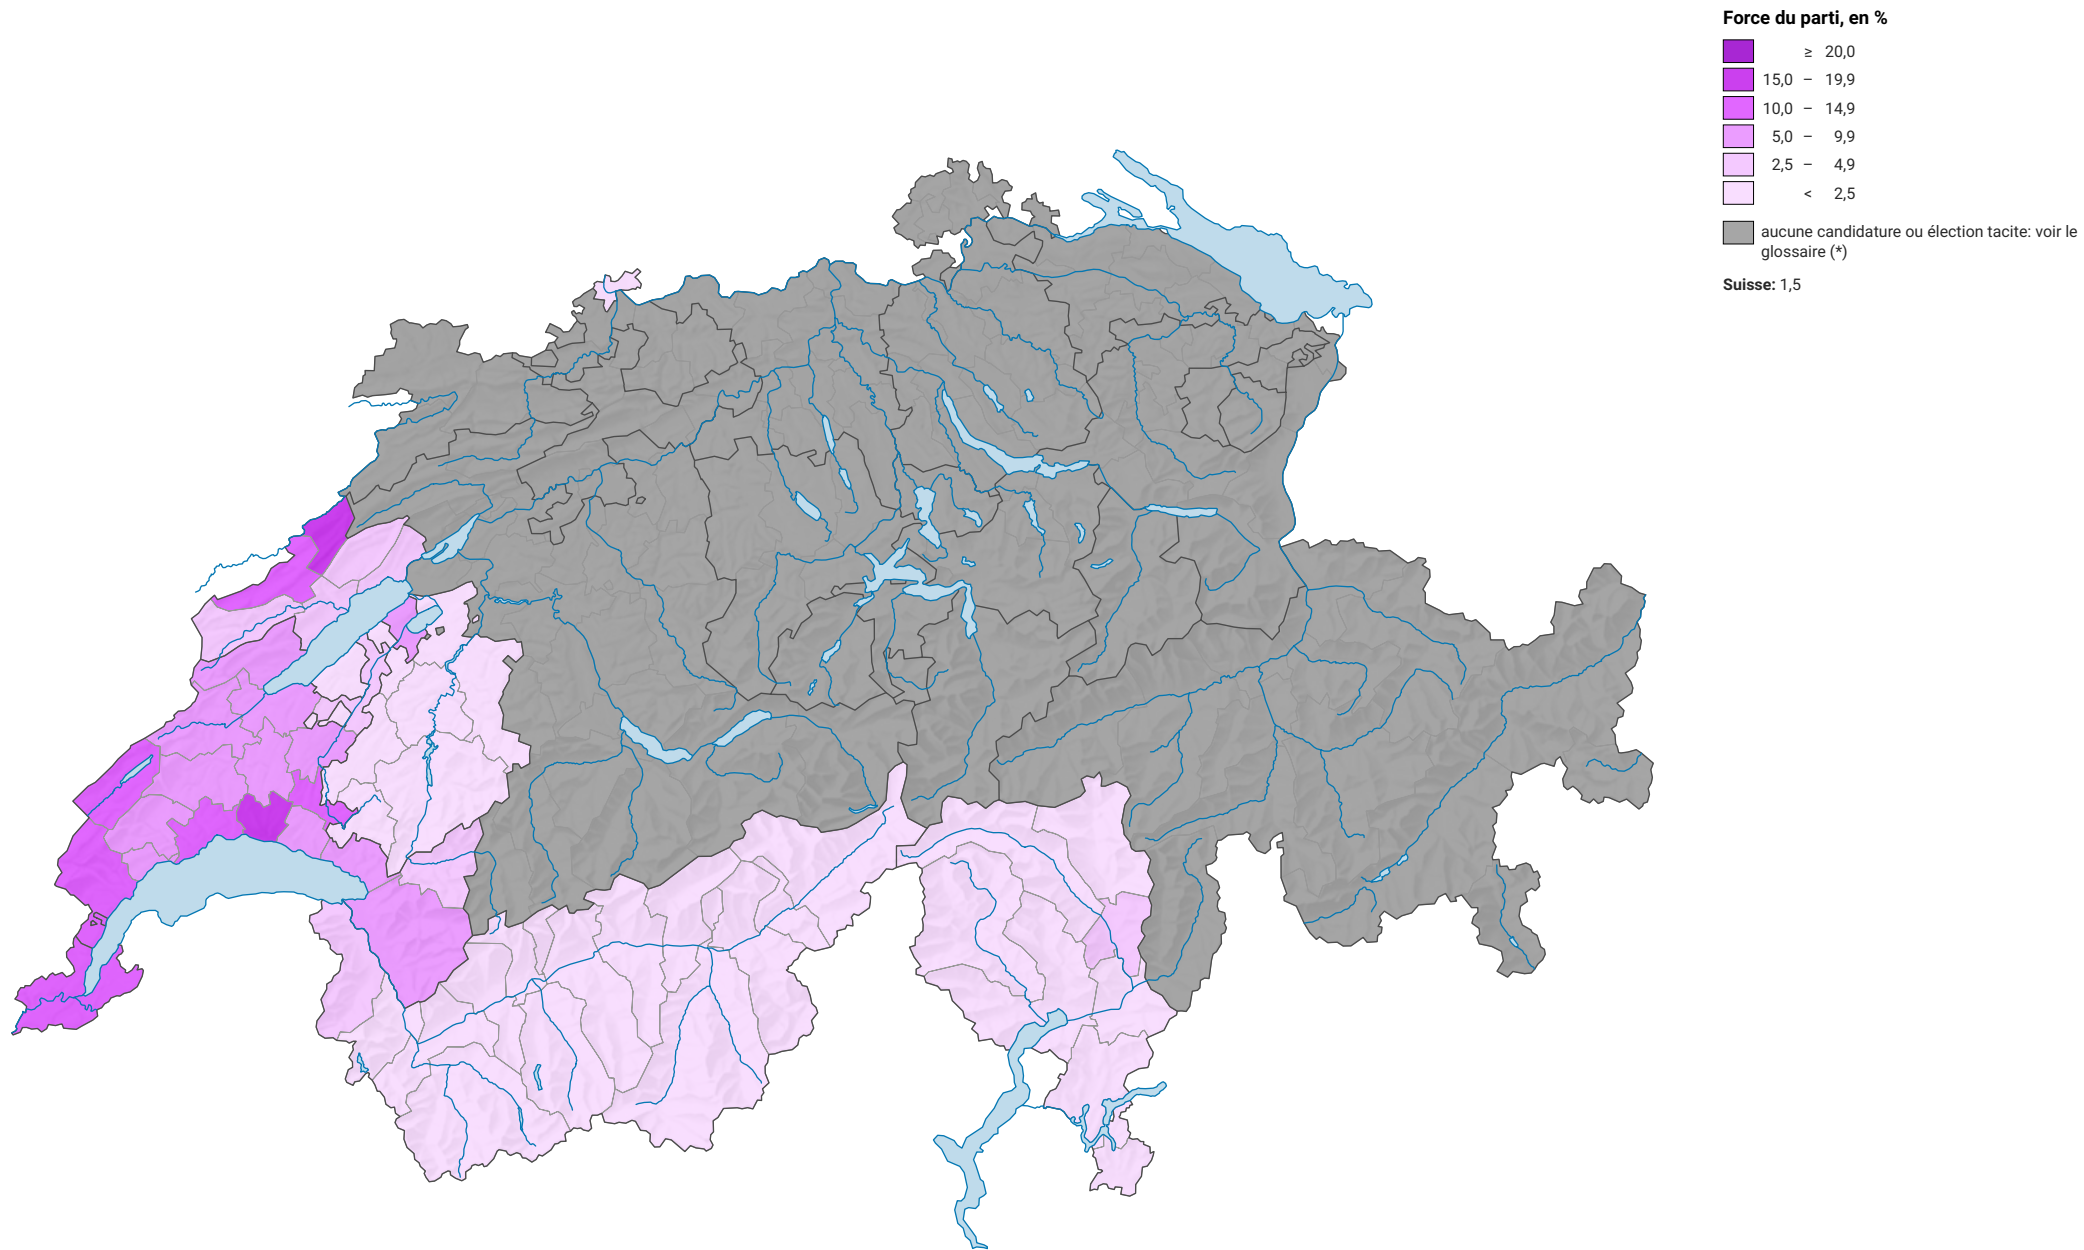 Force du parti, en %
≥ 20,0
15,0 – 19,9
10,0 – 14,9
5,0 – 9,9
2,5 – 4,9
< 2,5
aucune candidature ou élection tacite: voir le
glossaire (*)
Suisse: 1,5